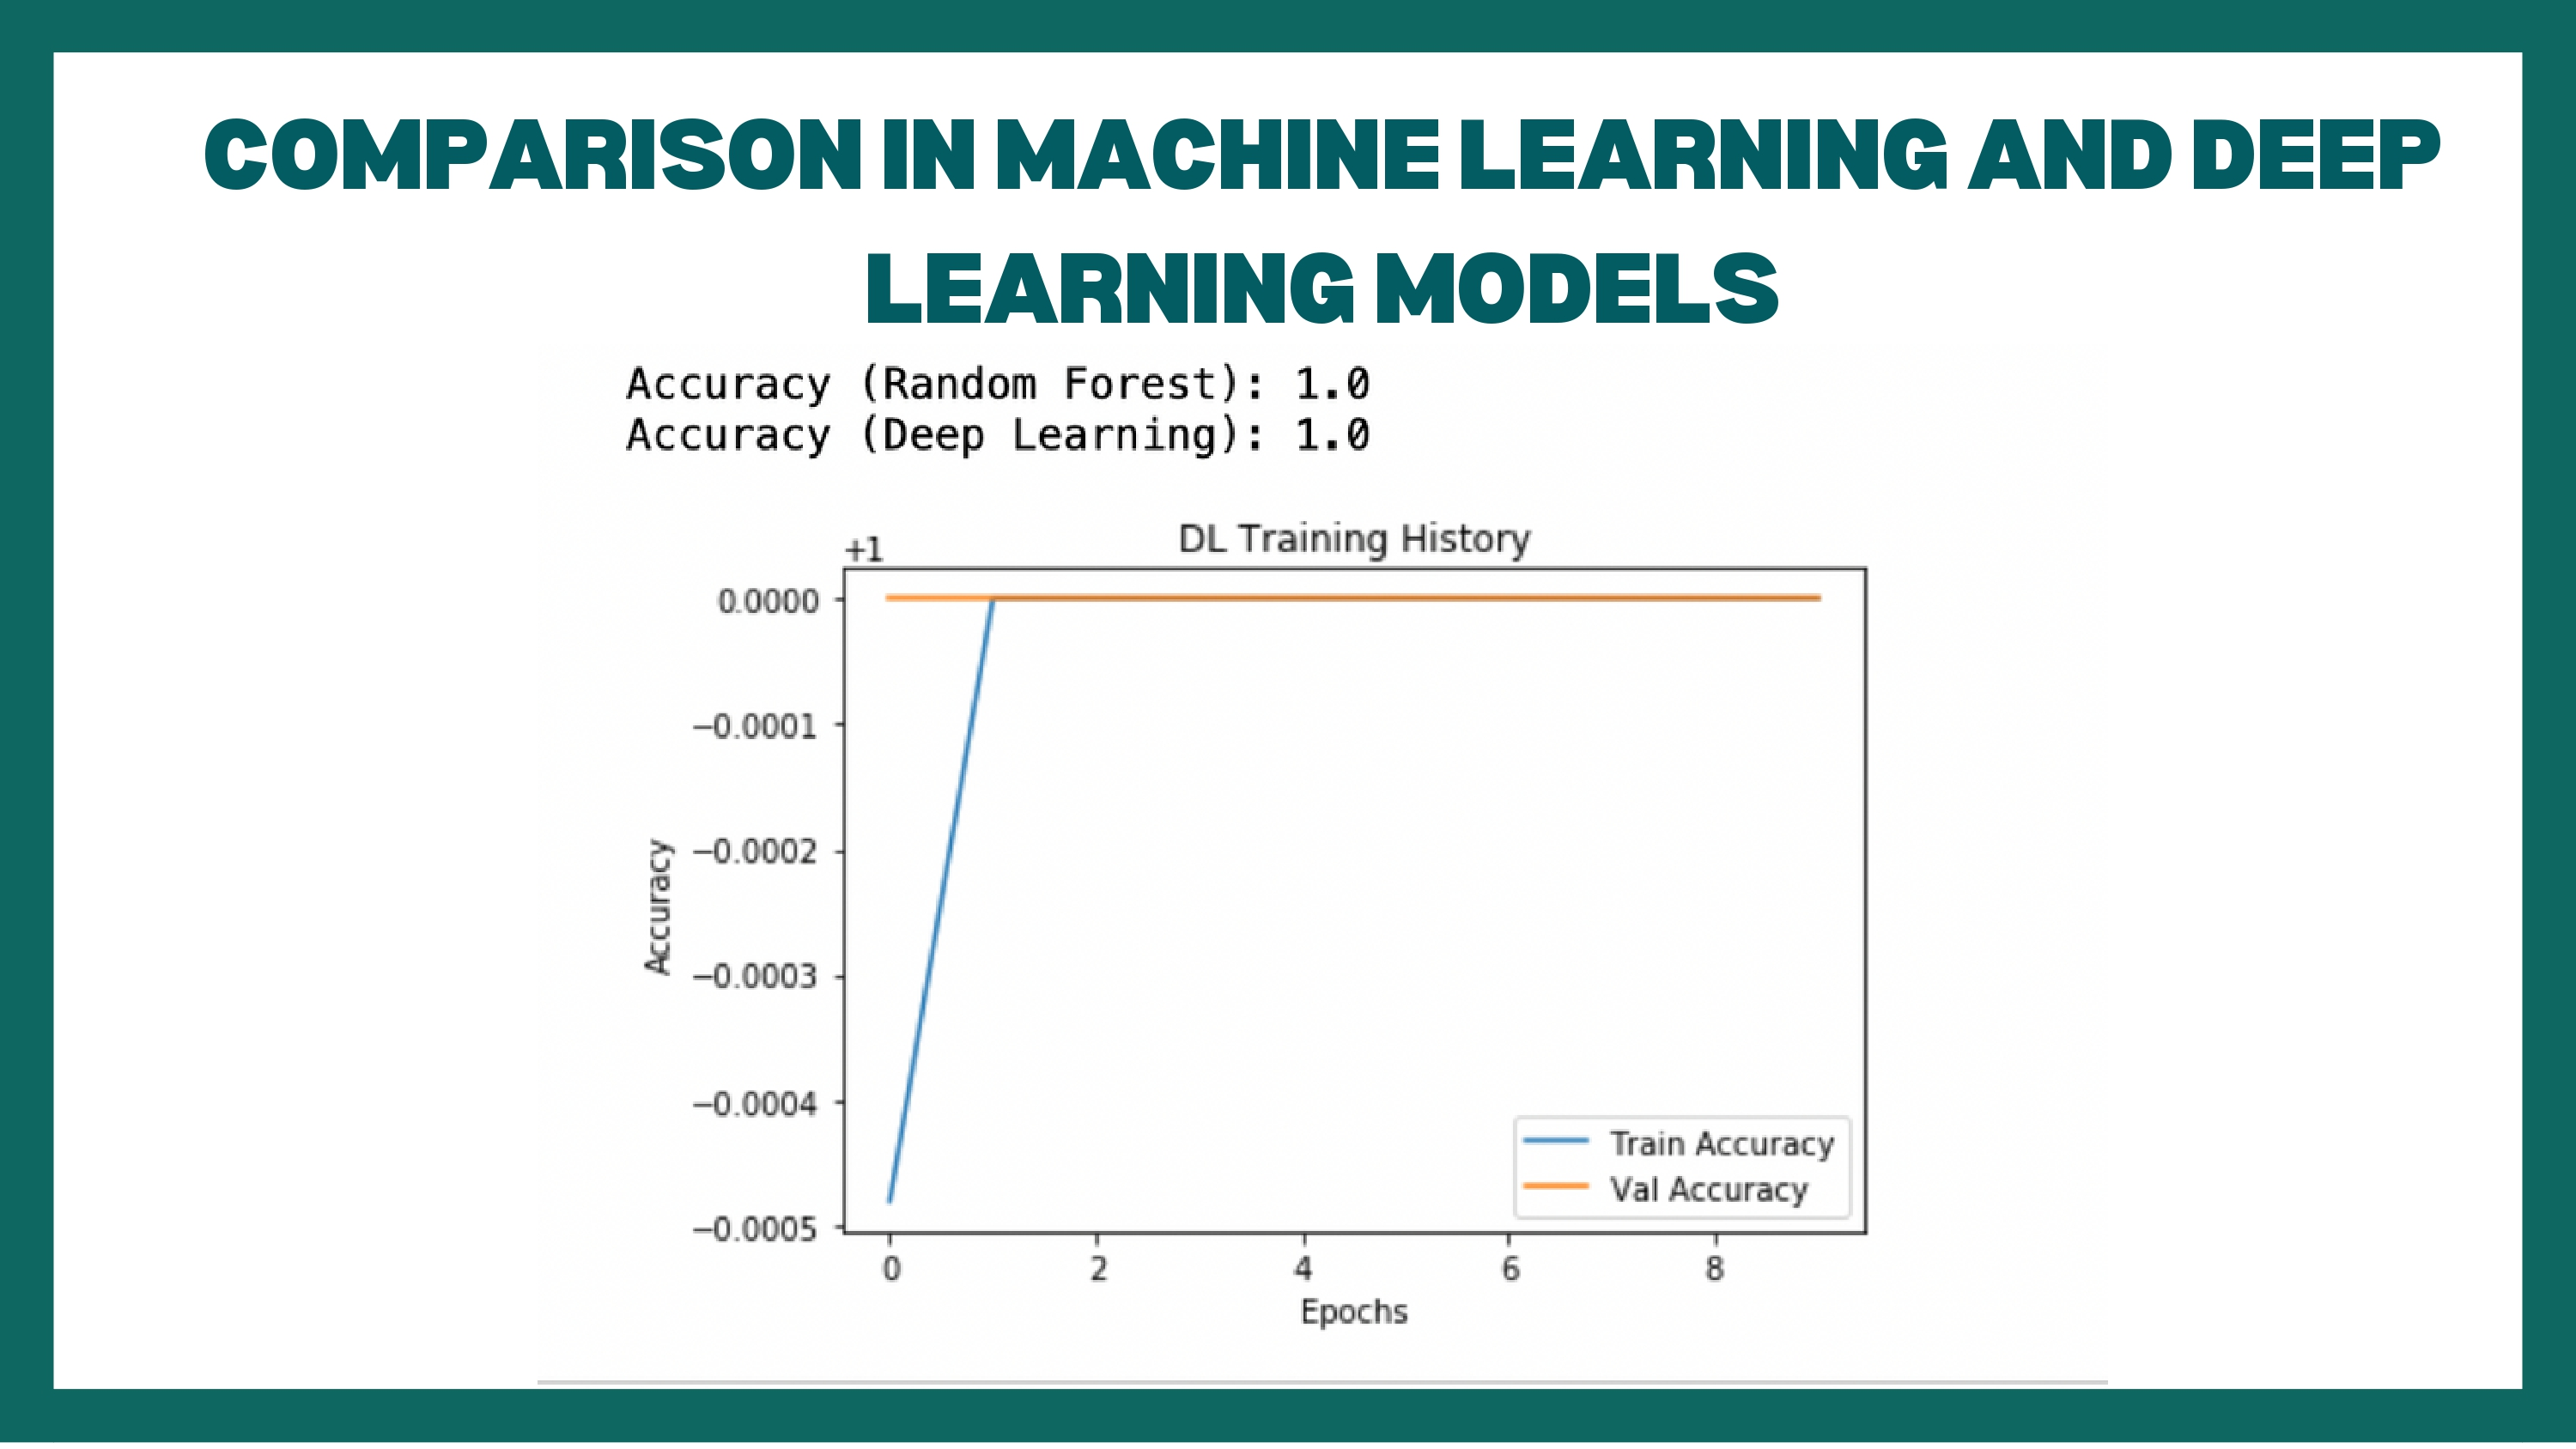 COMPARISON IN MACHINE LEARNING AND DEEP
LEARNING MODELS
Accuracy (Random Forest): 1.0
Accuracy (Deep Learning): 1.0
DL Training History
+1
0.0000
−0.0001
−0.0002
−0.0003
−0.0004
−0.0005
Accuracy
Train Accuracy
Val Accuracy
0 2 4 6 8
Epochs